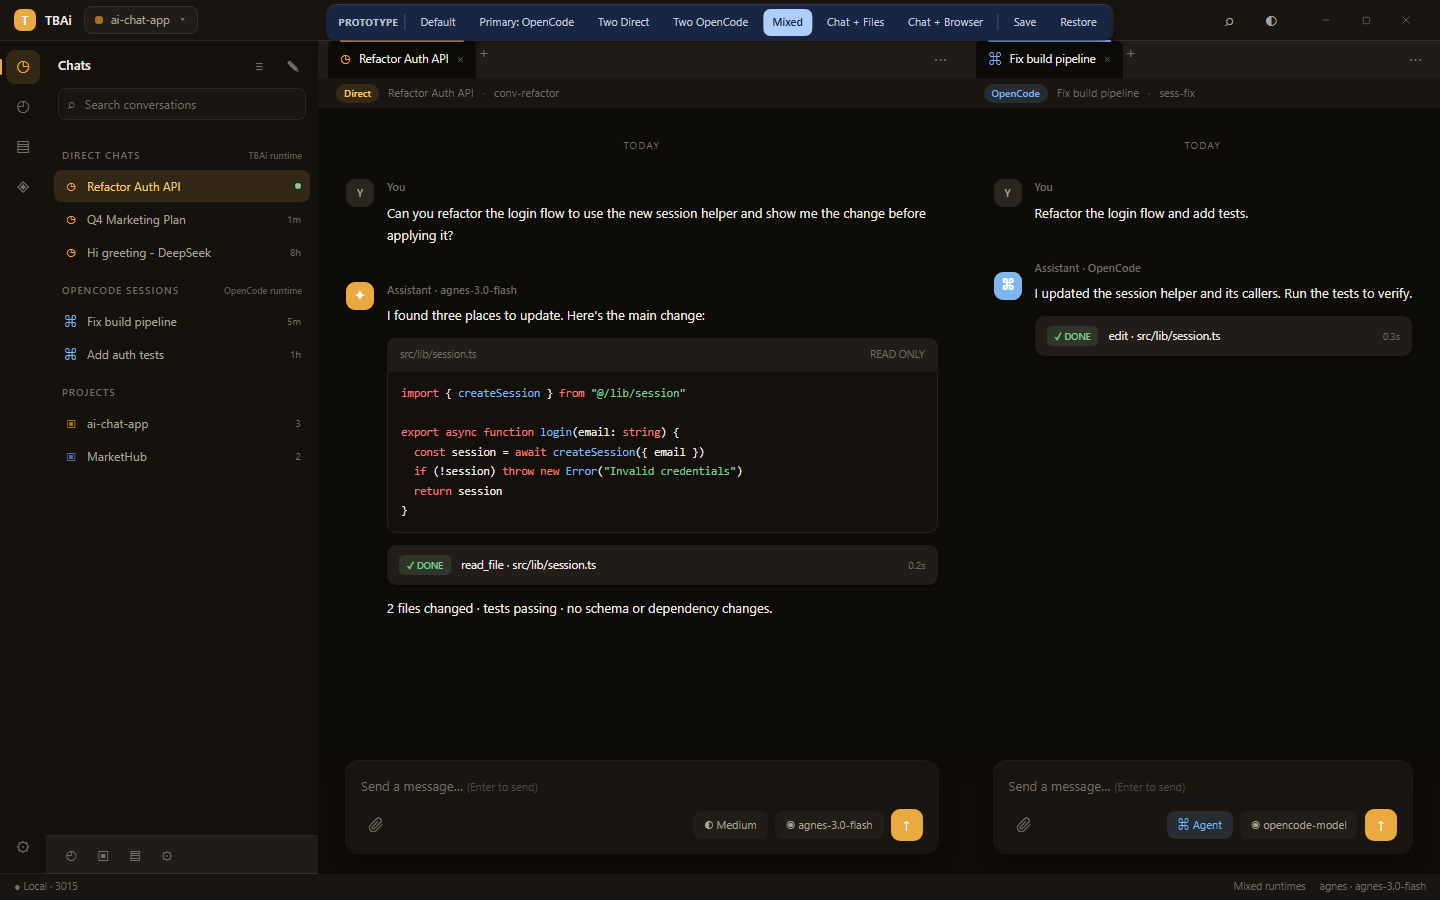 T TBAi ai-chat-app
PROTOTYPE Default Primary: OpenCode Two Direct Two OpenCode Mixed Chat + Files Chat + Browser Save Restore
Chats
Search conversations
DIRECT CHATS TBAi runtime
Refactor Auth API
Q4 Marketing Plan 1m
Hi greeting - DeepSeek 8h
OPENCODE SESSIONS OpenCode runtime
Fix build pipeline 5m
Add auth tests 1h
PROJECTS
ai-chat-app 3
MarketHub 2
Refactor Auth API × +
Direct Refactor Auth API · conv-refactor
TODAY
Y You
Can you refactor the login flow to use the new session helper and show me the change before
applying it?
Assistant · agnes-3.0-flash
I found three places to update. Here's the main change:
src/lib/session.ts READ ONLY
import { createSession } from "@/lib/session"
export async function login(email: string) {
const session = await createSession({ email })
if (!session) throw new Error("Invalid credentials")
return session
}
✓ DONE read_file · src/lib/session.ts 0.2s
2 files changed · tests passing · no schema or dependency changes.
Send a message... (Enter to send)
Medium agnes-3.0-flash ↑
⌘ Fix build pipeline × +
OpenCode Fix build pipeline · sess-fix
TODAY
Y You
Refactor the login flow and add tests.
Assistant · OpenCode
I updated the session helper and its callers. Run the tests to verify.
✓ DONE edit · src/lib/session.ts 0.3s
Send a message... (Enter to send)
⌘ Agent opencode-model ↑
Local · 3015
Mixed runtimes agnes · agnes-3.0-flash